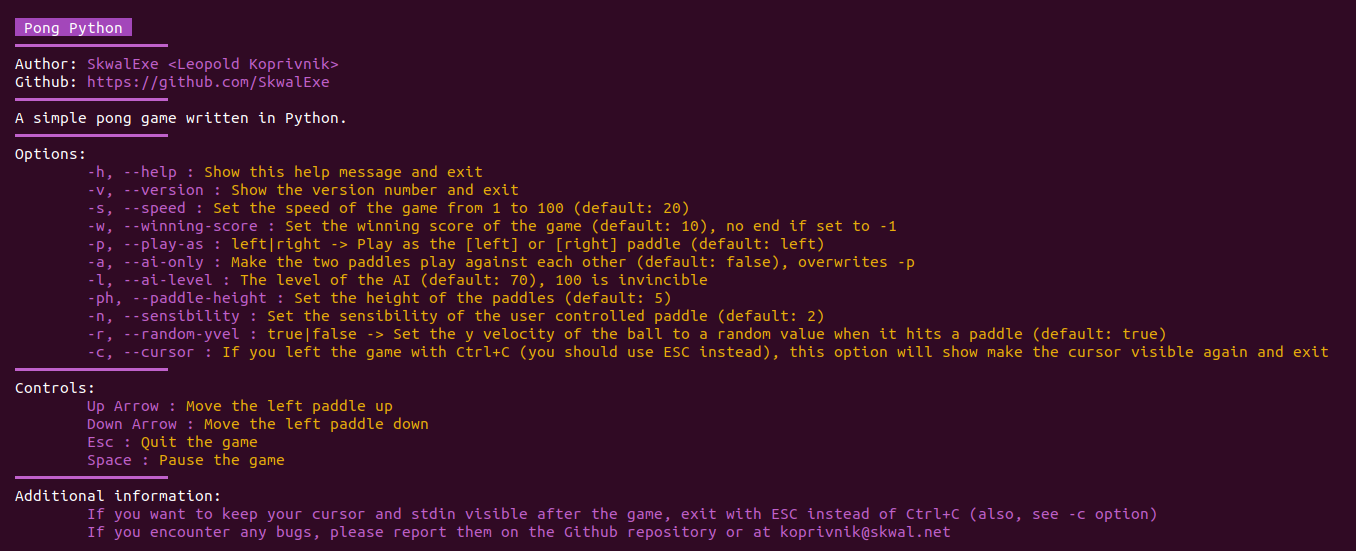 Pong Python
Author: SkwalExe <Leopold Koprivnik>
Github: https://github.com/SkwalExe
A simple pong game written in Python.
Options:
-h, --help : Show this help message and exit
-v, --version : Show the version number and exit
-s, --speed : Set the speed of the game from 1 to 100 (default: 20)
-w, --winning-score : Set the winning score of the game (default: 10), no end if set to -1
-p, --play-as : left|right -> Play as the [left] or [right] paddle (default: left)
-a, --ai-only : Make the two paddles play against each other (default: false), overwrites -p
-l, --ai-level : The level of the AI (default: 70), 100 is invincible
-ph, --paddle-height : Set the height of the paddles (default: 5)
-n, --sensibility : Set the sensibility of the user controlled paddle (default: 2)
-r, --random-yvel : true|false -> Set the y velocity of the ball to a random value when it hits a paddle (default: true)
-c, --cursor : If you left the game with Ctrl+C (you should use ESC instead), this option will show make the cursor visible again and exit
Controls:
Up Arrow : Move the left paddle up
Down Arrow : Move the left paddle down
Esc : Quit the game
Space : Pause the game
Additional information:
If you want to keep your cursor and stdin visible after the game, exit with ESC instead of Ctrl+C (also, see -c option)
If you encounter any bugs, please report them on the Github repository or at koprivnik@skwal.net